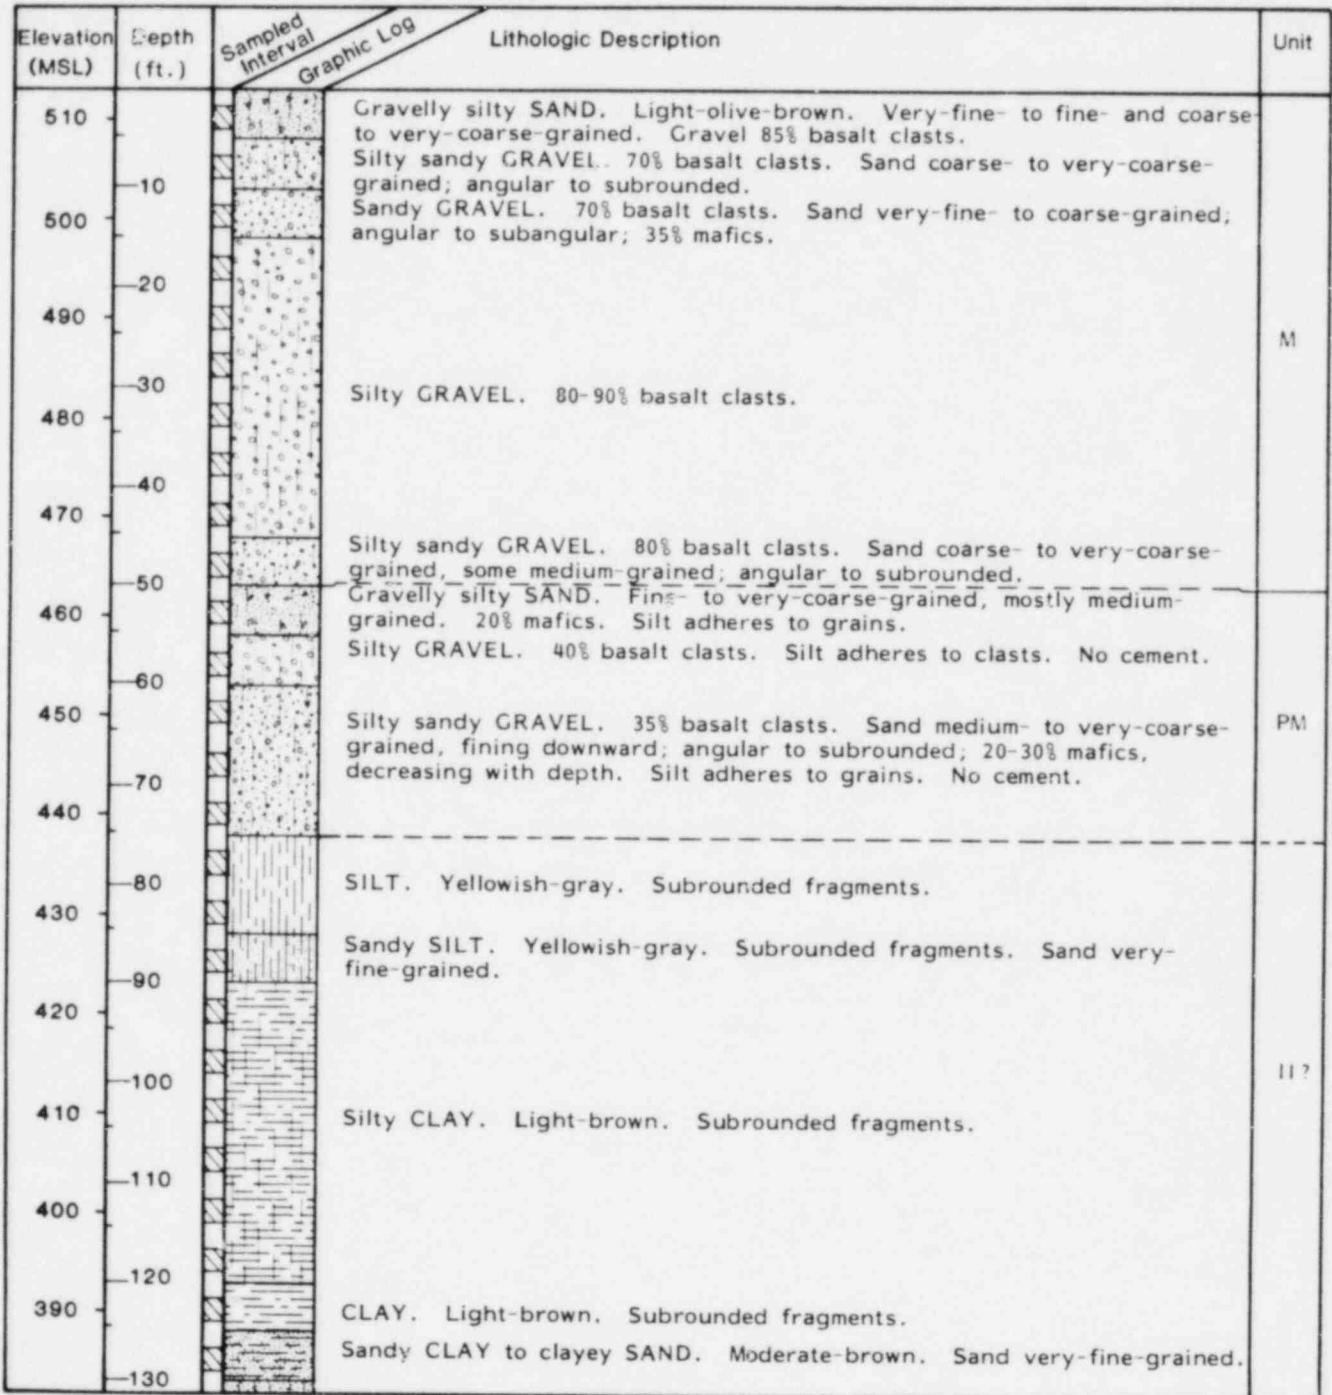 Elevation
(MSL)
Depth
(ft.)
Sampled
Interval
Graphic Log
Lithologic Description
Unit
510
Gravelly silty SAND. Light-olive-brown. Very-fine- to fine- and coarse-
to very-coarse-grained. Gravel 85% basalt clasts.
Silty sandy GRAVEL. 70% basalt clasts. Sand coarse- to very-coarse-
—10
grained; angular to subrounded.
500
Sandy GRAVEL. 70% basalt clasts. Sand very-fine- to coarse-grained;
angular to subangular; 35% mafics.
—20
490
M
—30
Silty GRAVEL. 80-90% basalt clasts.
480
—40
470
Silty sandy GRAVEL. 80% basalt clasts. Sand coarse- to very-coarse-
grained, some medium-grained; angular to subrounded.
—50
Gravelly silty SAND. Fine- to very-coarse-grained, mostly medium-
460
grained. 20% mafics. Silt adheres to grains.
Silty GRAVEL. 40% basalt clasts. Silt adheres to clasts. No cement.
—60
450
Silty sandy GRAVEL. 35% basalt clasts. Sand medium- to very-coarse-
PM
grained, fining downward; angular to subrounded; 20-30% mafics,
decreasing with depth. Silt adheres to grains. No cement.
—70
440
—80
SILT. Yellowish-gray. Subrounded fragments.
430
Sandy SILT. Yellowish-gray. Subrounded fragments. Sand very-
fine-grained.
—90
420
—100
II?
410
Silty CLAY. Light-brown. Subrounded fragments.
—110
400
—120
390
CLAY. Light-brown. Subrounded fragments.
Sandy CLAY to clayey SAND. Moderate-brown. Sand very-fine-grained.
—130